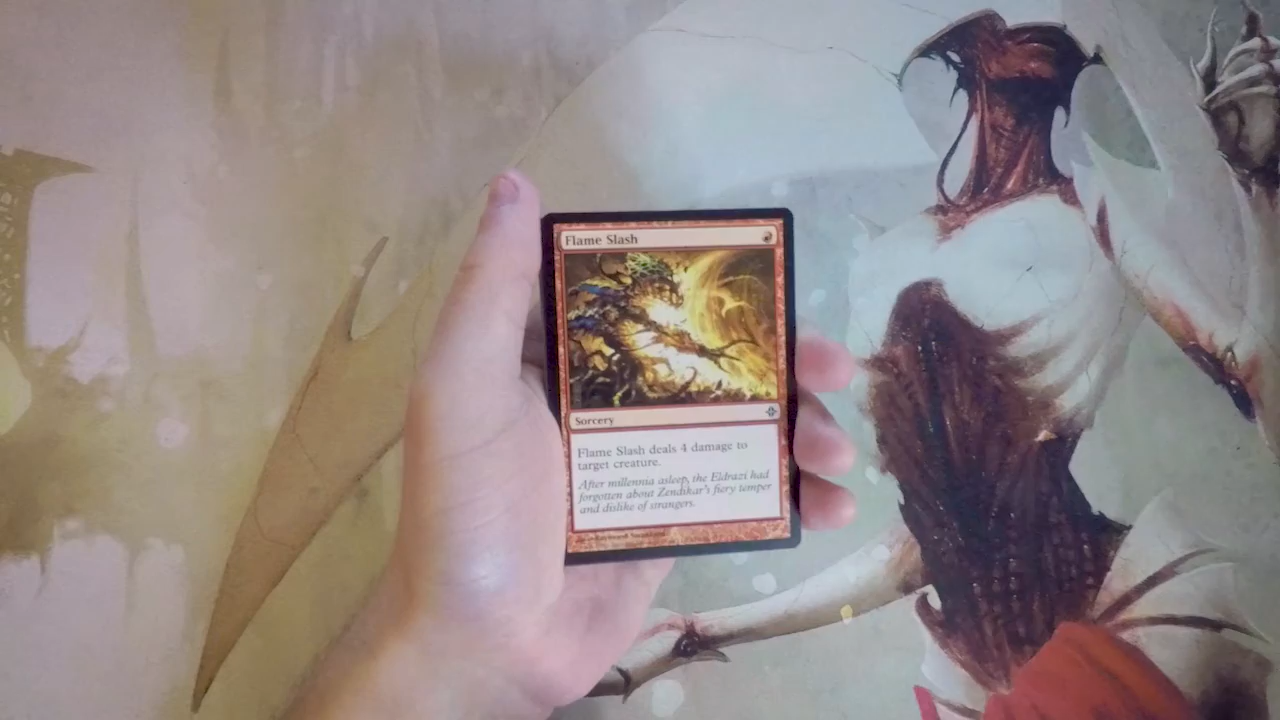 Flame Slash
Sorcery
Flame Slash deals 4 damage to
target creature.
After millennia asleep, the Eldrazi had
forgotten about Zendikar's fiery temper
and dislike of strangers.